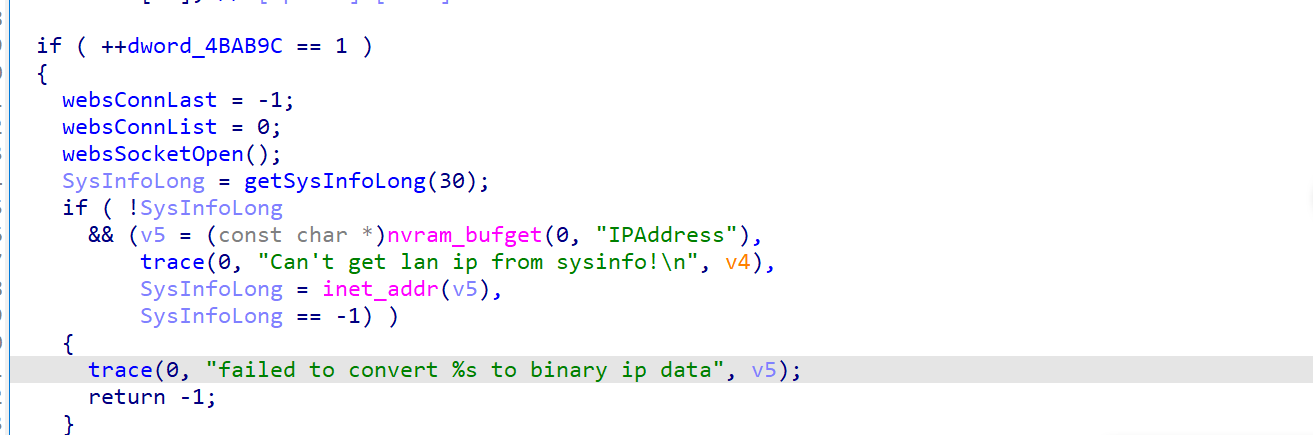 if ( ++dword_4BAB9C == 1 )
{
websConnLast = -1;
websConnList = 0;
websSocketOpen();
SysInfoLong = getSysInfoLong(30);
if ( !SysInfoLong
&& (v5 = (const char *)nvram_bufget(0, "IPAddress"),
trace(0, "Can't get lan ip from sysinfo!\n", v4),
SysInfoLong = inet_addr(v5),
SysInfoLong == -1) )
{
trace(0, "failed to convert %s to binary ip data", v5);
return -1;
}